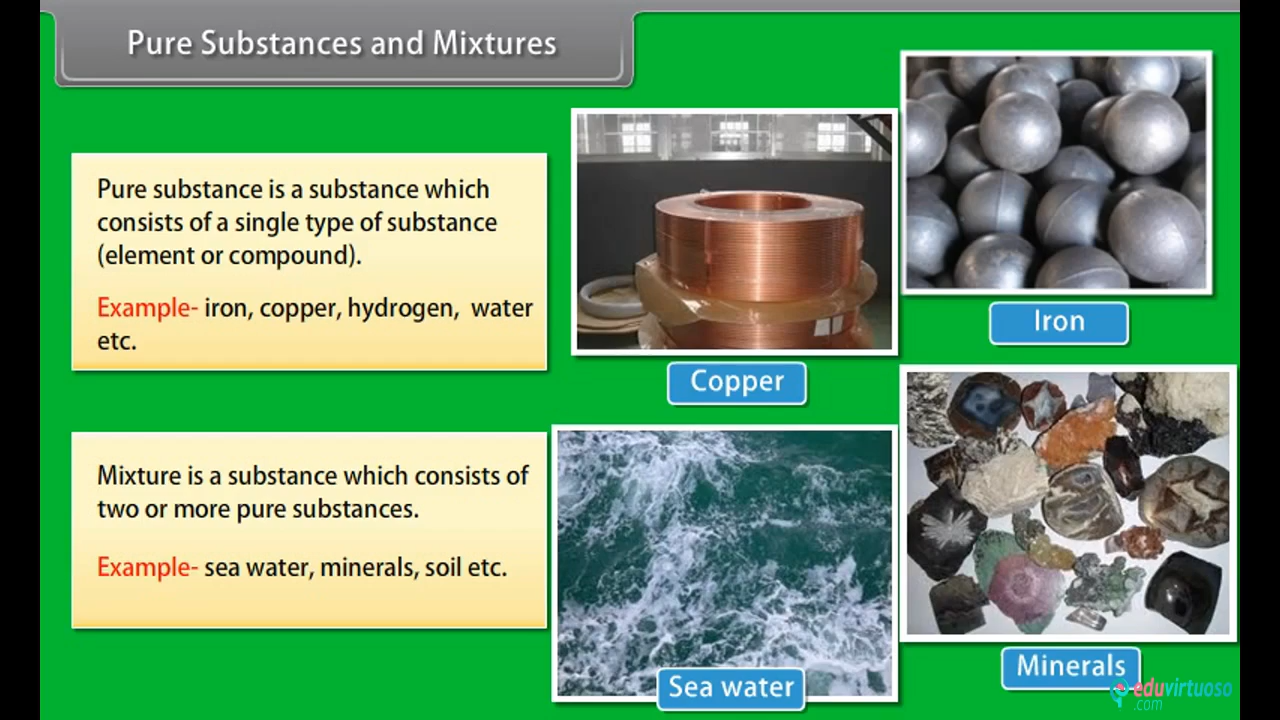 Pure Substances and Mixtures
Pure substance is a substance which
consists of a single type of substance
(element or compound).
Example- iron, copper, hydrogen, water
etc.
Copper
Iron
Mixture is a substance which consists of
two or more pure substances.
Example- sea water, minerals, soil etc.
Sea water
Minerals
eduvirtuoso
.com